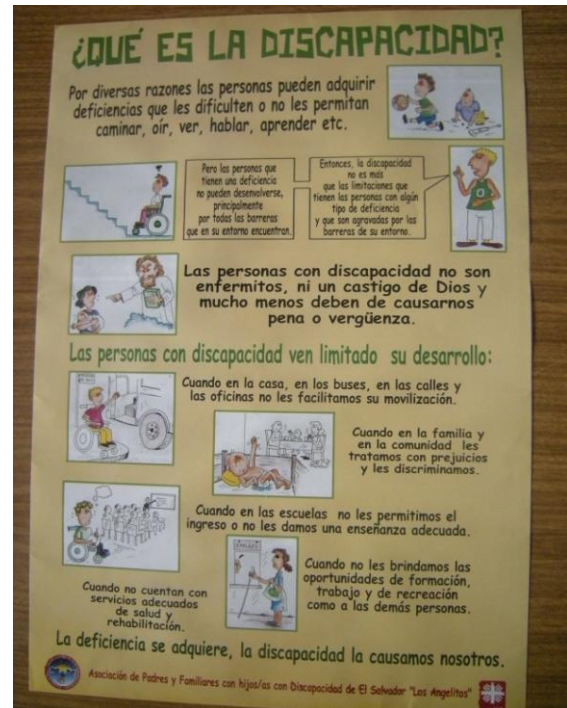 ¿QUÉ ES LA DISCAPACIDAD?
Por diversas razones las personas pueden adquirir
deficiencias que les dificulten o no les permitan
caminar, oír, ver, hablar, aprender etc.
Pero las personas que
tienen una deficiencia
no pueden desenvolverse,
principalmente
por todas las barreras
que en su entorno encuentran.
Entonces, la discapacidad
no es más
que las limitaciones que
tienen las personas con algún
tipo de deficiencia
y que son agravadas por las
barreras de su entorno.
Las personas con discapacidad no son
enfermitos, ni un castigo de Dios y
mucho menos deben de causarnos
pena o vergüenza.
Las personas con discapacidad ven limitado su desarrollo:
Cuando en la casa, en los buses, en las calles y
las oficinas no les facilitamos su movilización.
Cuando en la familia y
en la comunidad les
tratamos con prejuicios
y les discriminamos.
Cuando en las escuelas no les permitimos el
ingreso o no les damos una enseñanza adecuada.
Cuando no les brindamos las
oportunidades de formación,
trabajo y de recreación
como a las demás personas.
Cuando no cuentan con
servicios adecuados
de salud y
rehabilitación.
La deficiencia se adquiere, la discapacidad la causamos nosotros.
Asociación de Padres y Familiares con hijos/as con Discapacidad de El Salvador "Los Angelitos"